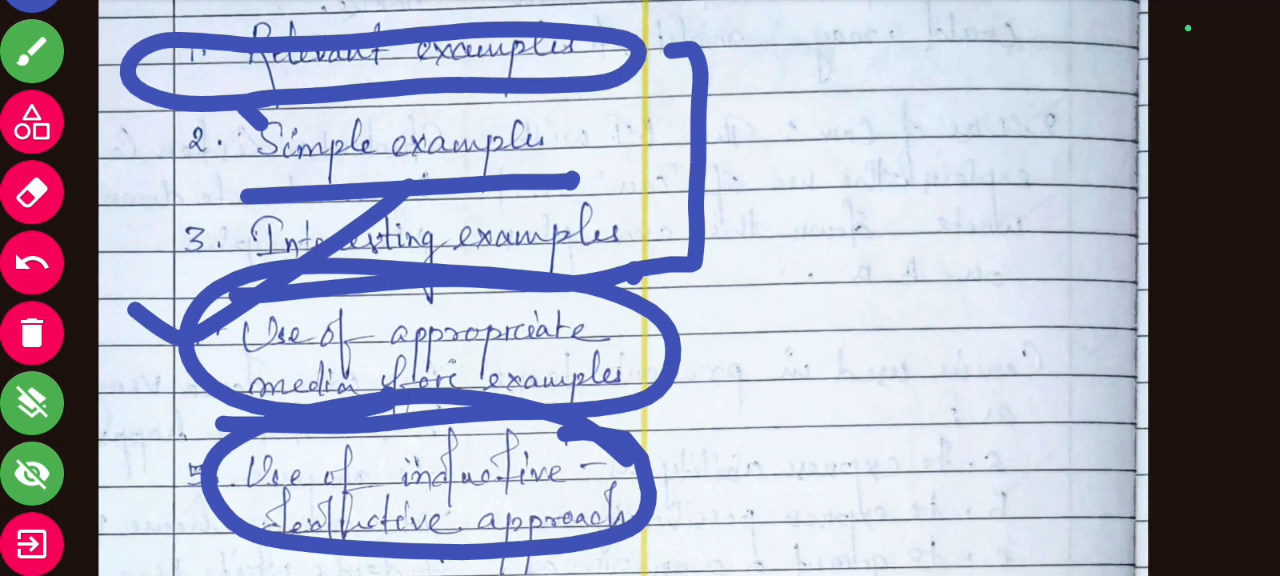 1. Relevant examples
2. Simple examples
3. Interesting examples
Use of appropriate
media for examples
5. Use of inductive -
deductive approach